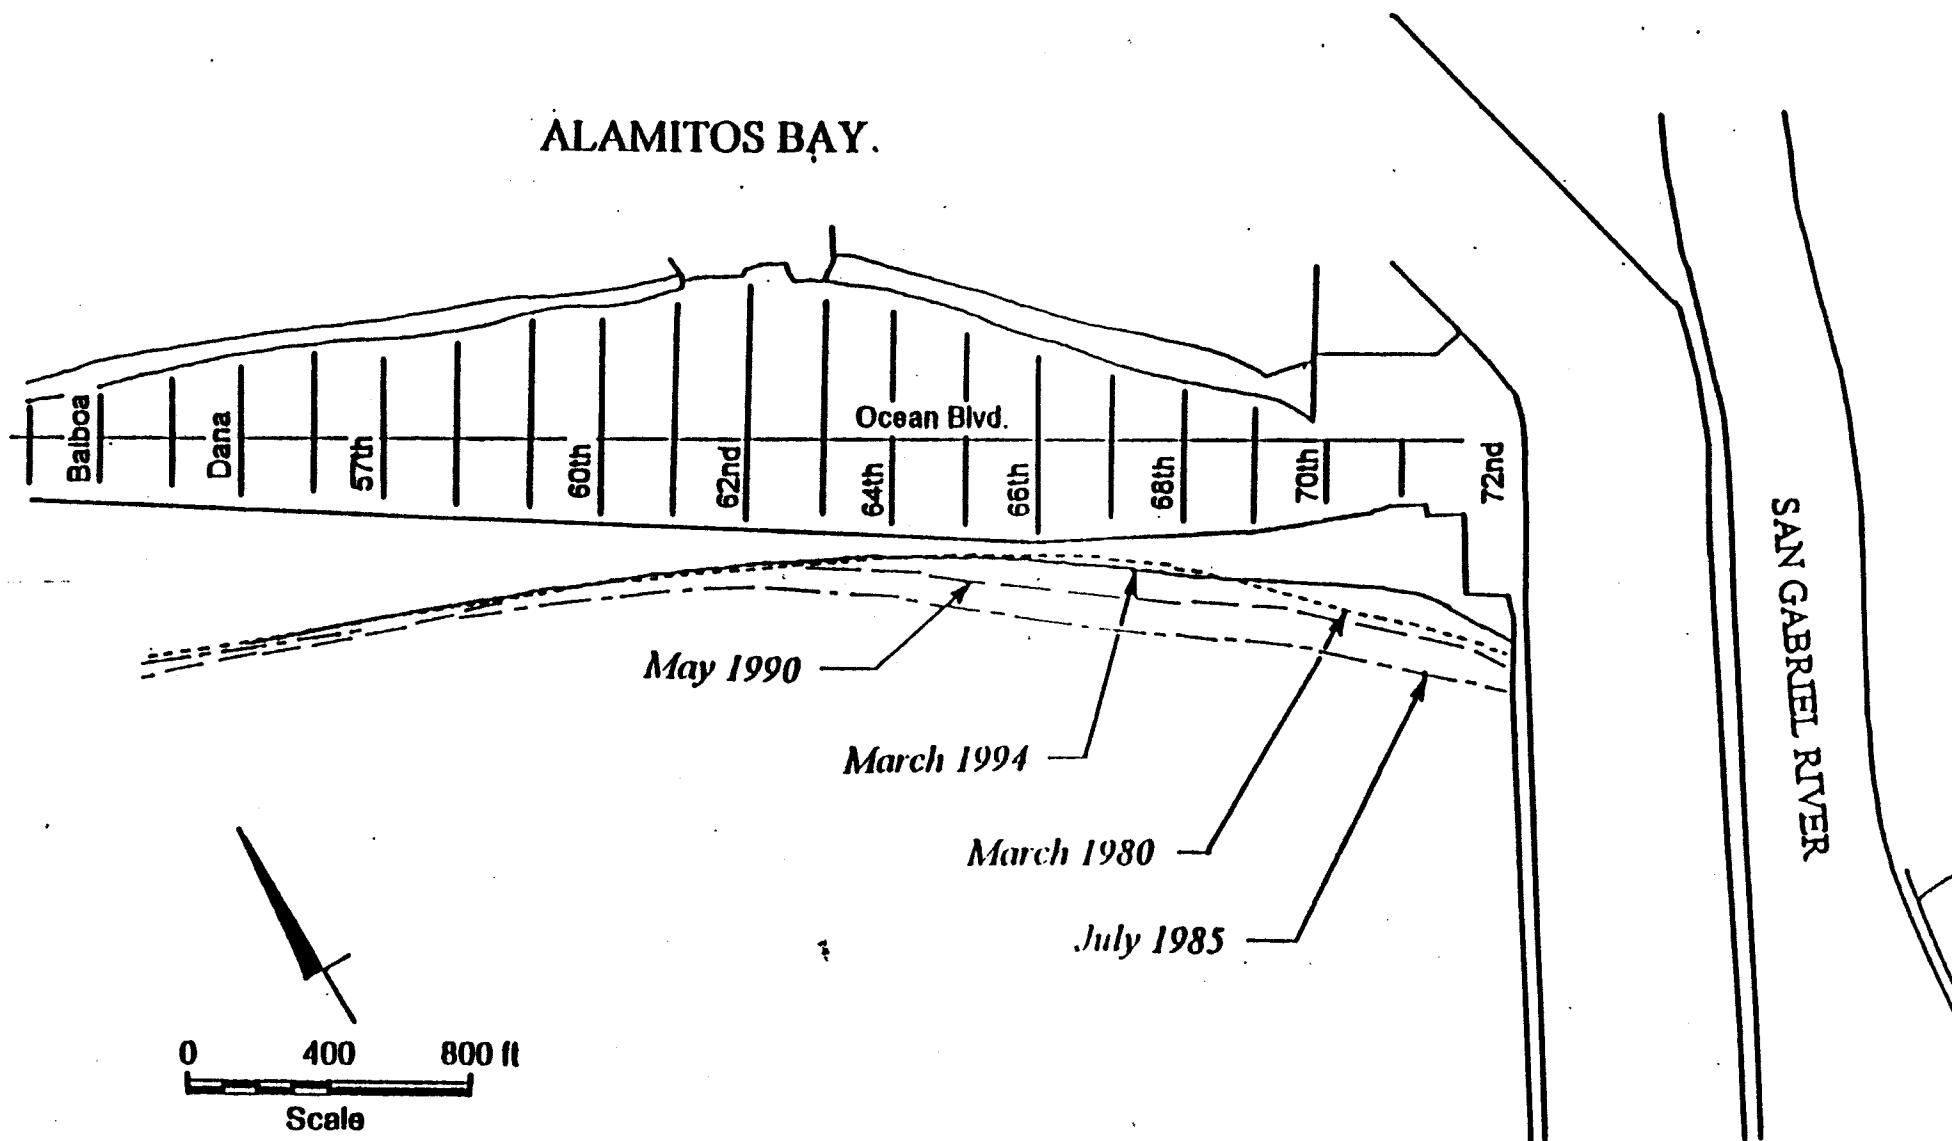 ALAMITOS BAY.
Ocean Blvd.
Balboa
Dana
57th
60th
62nd
64th
66th
68th
70th
72nd
SAN GABRIEL RIVER
May 1990
March 1994
March 1980
July 1985
0 400 800 ft
Scale